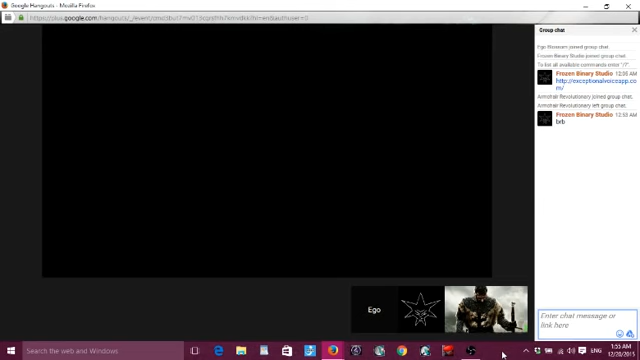 Google Hangouts - Mozilla Firefox
Group chat
Ego Blossom joined group chat.
Frozen Binary Studio joined group chat.
To list all available commands enter "/?".
Frozen Binary Studio 12:35 AM
http://exceptionalvoiceapp.co
m/
Armchair Revolutionary joined group chat.
Armchair Revolutionary left group chat.
Frozen Binary Studio 12:53 AM
brb
Ego
Enter chat message or
link here
Search the web and Windows
ENG
1:55 AM
12/20/2015